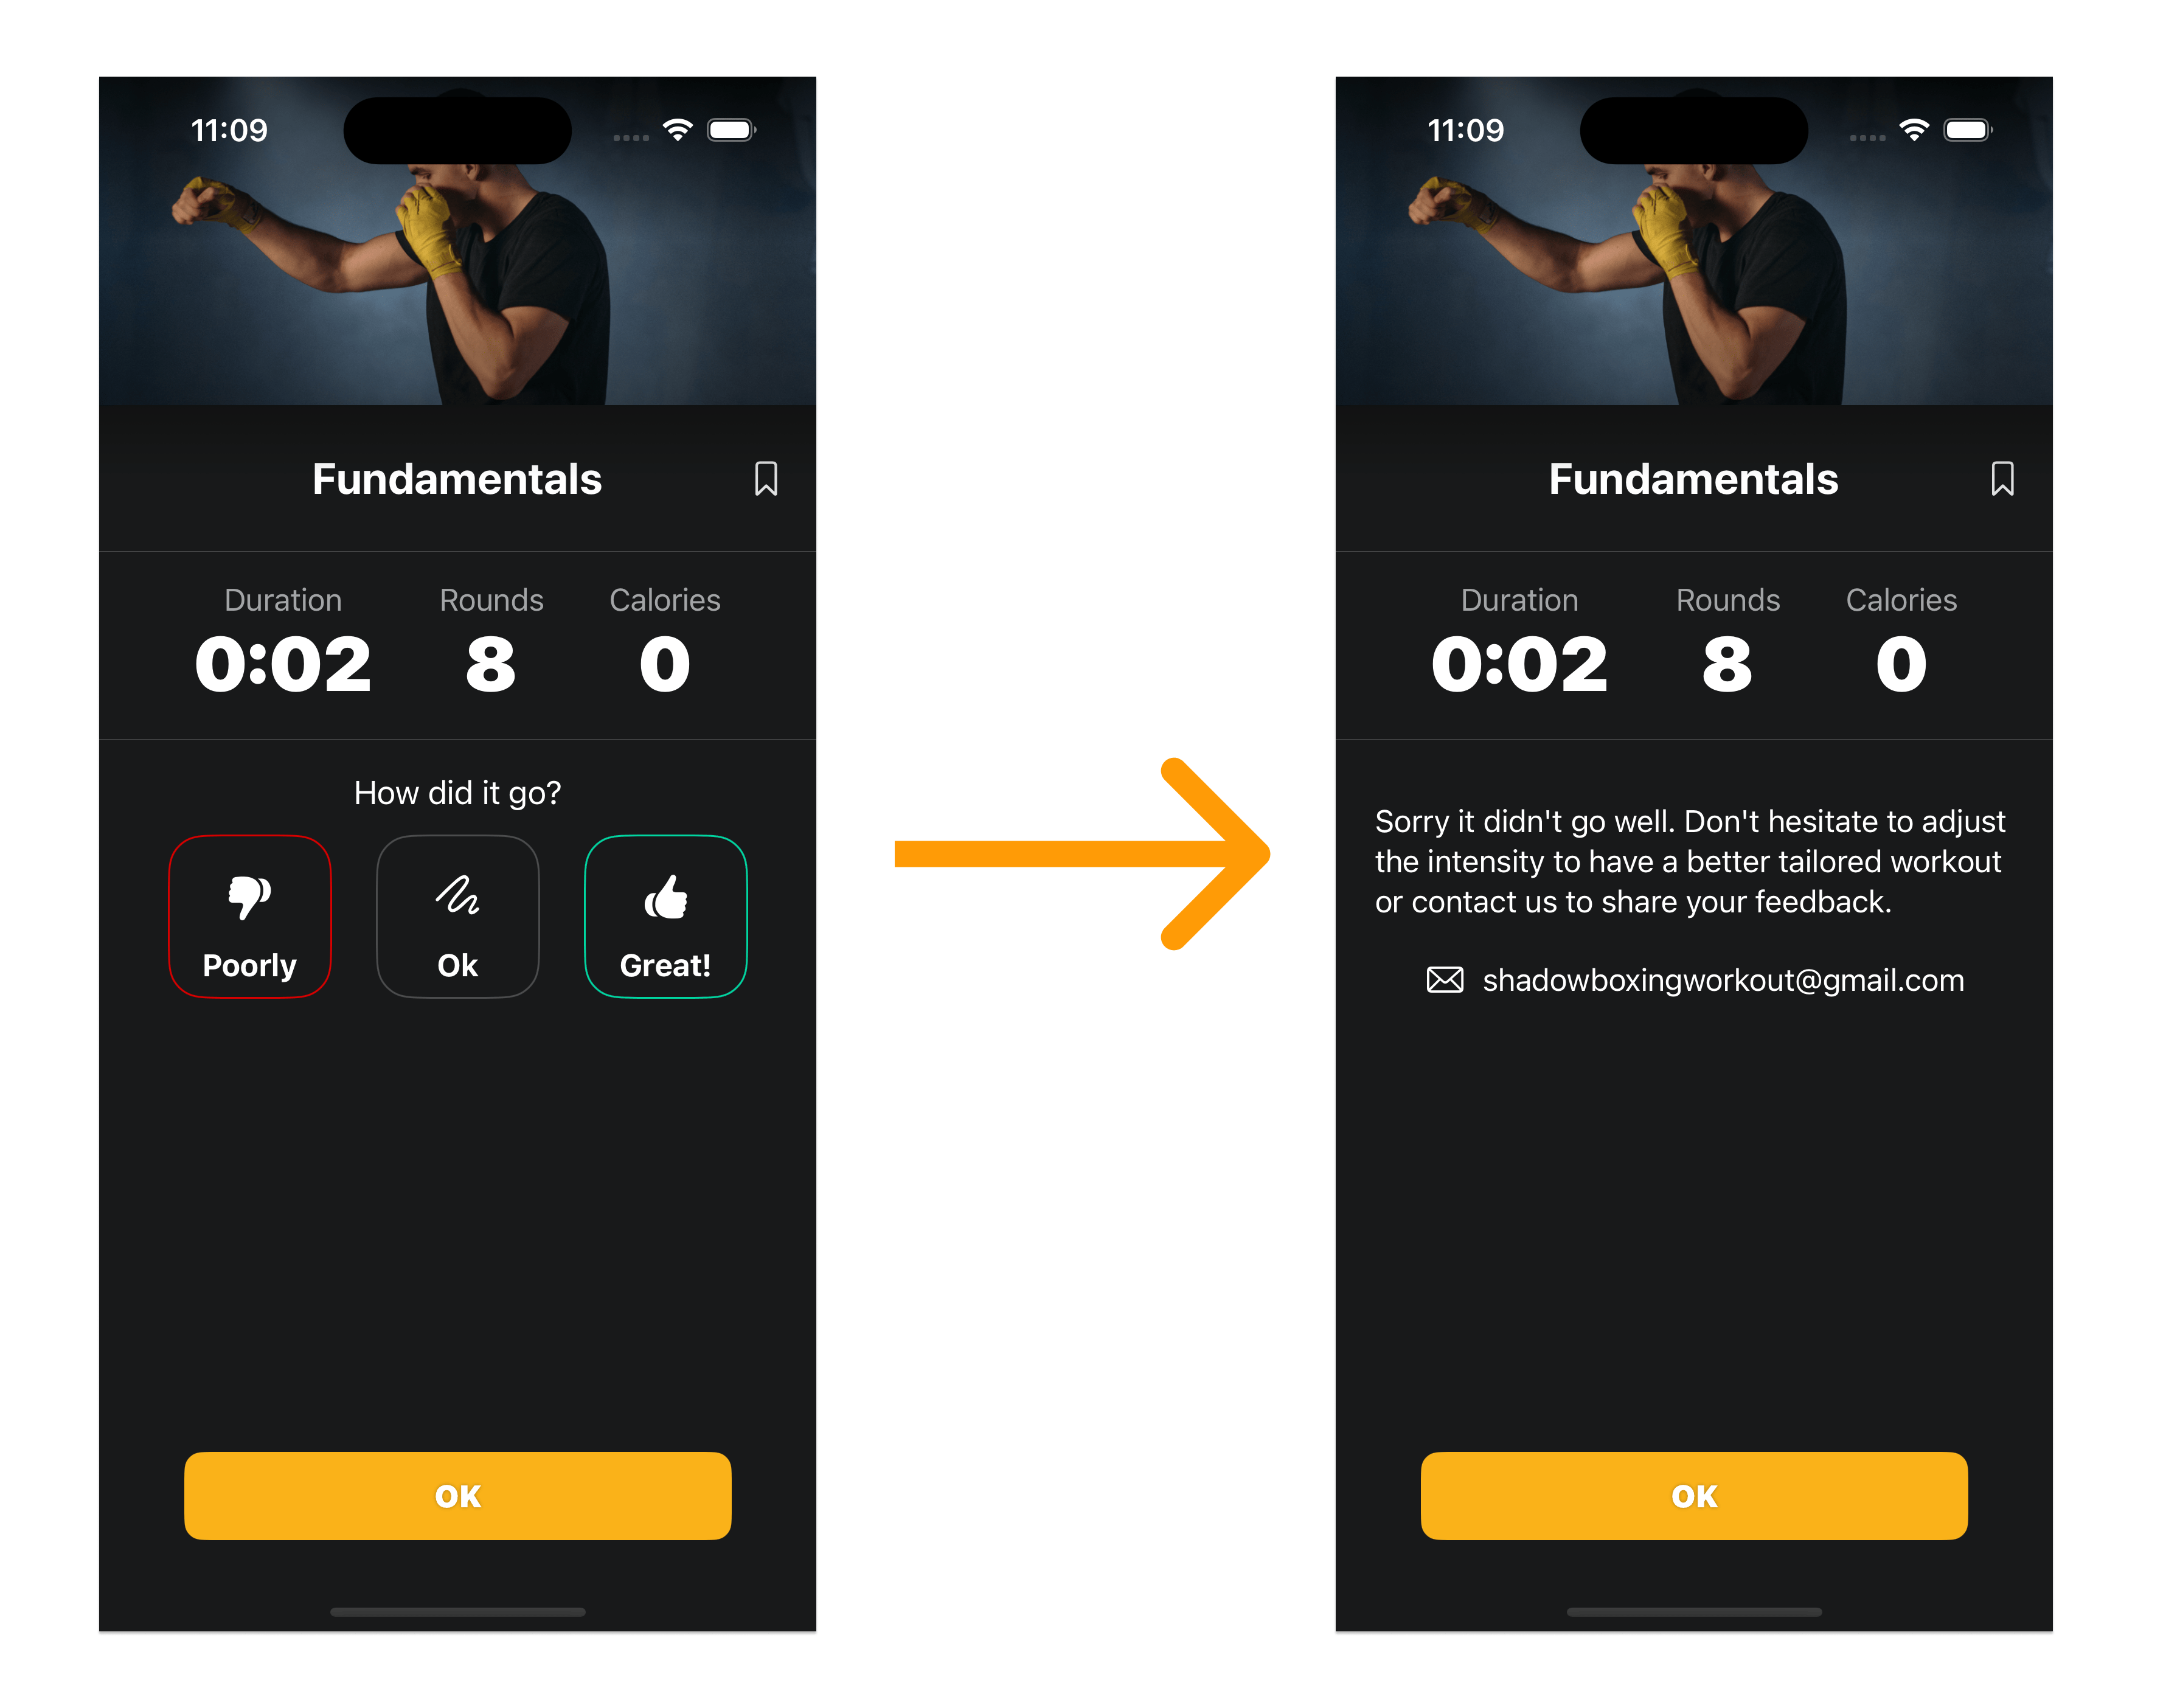 11:09
Fundamentals
Duration Rounds Calories
0:02 8 0
How did it go?
Poorly Ok Great!
OK
11:09
Fundamentals
Duration Rounds Calories
0:02 8 0
Sorry it didn't go well. Don't hesitate to adjust
the intensity to have a better tailored workout
or contact us to share your feedback.
shadowboxingworkout@gmail.com
OK